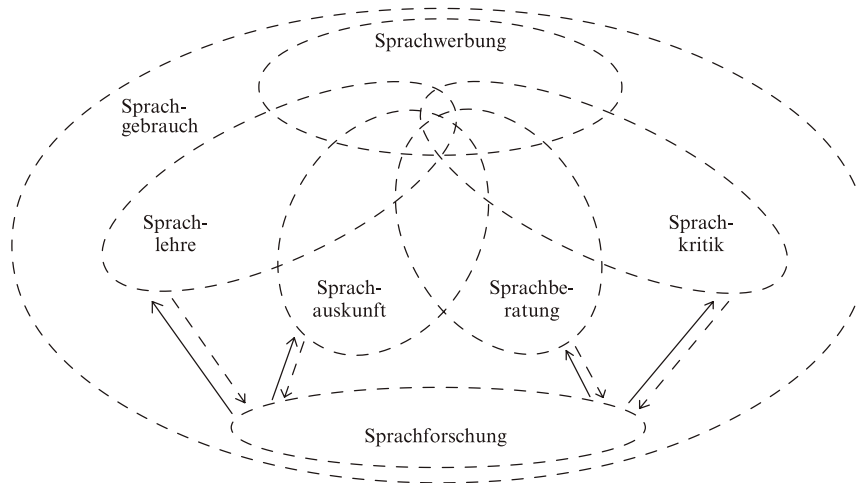 Sprachwerbung
Sprach-
gebrauch
Sprach-
lehre
Sprach-
kritik
Sprach-
auskunft
Sprachbe-
ratung
Sprachforschung